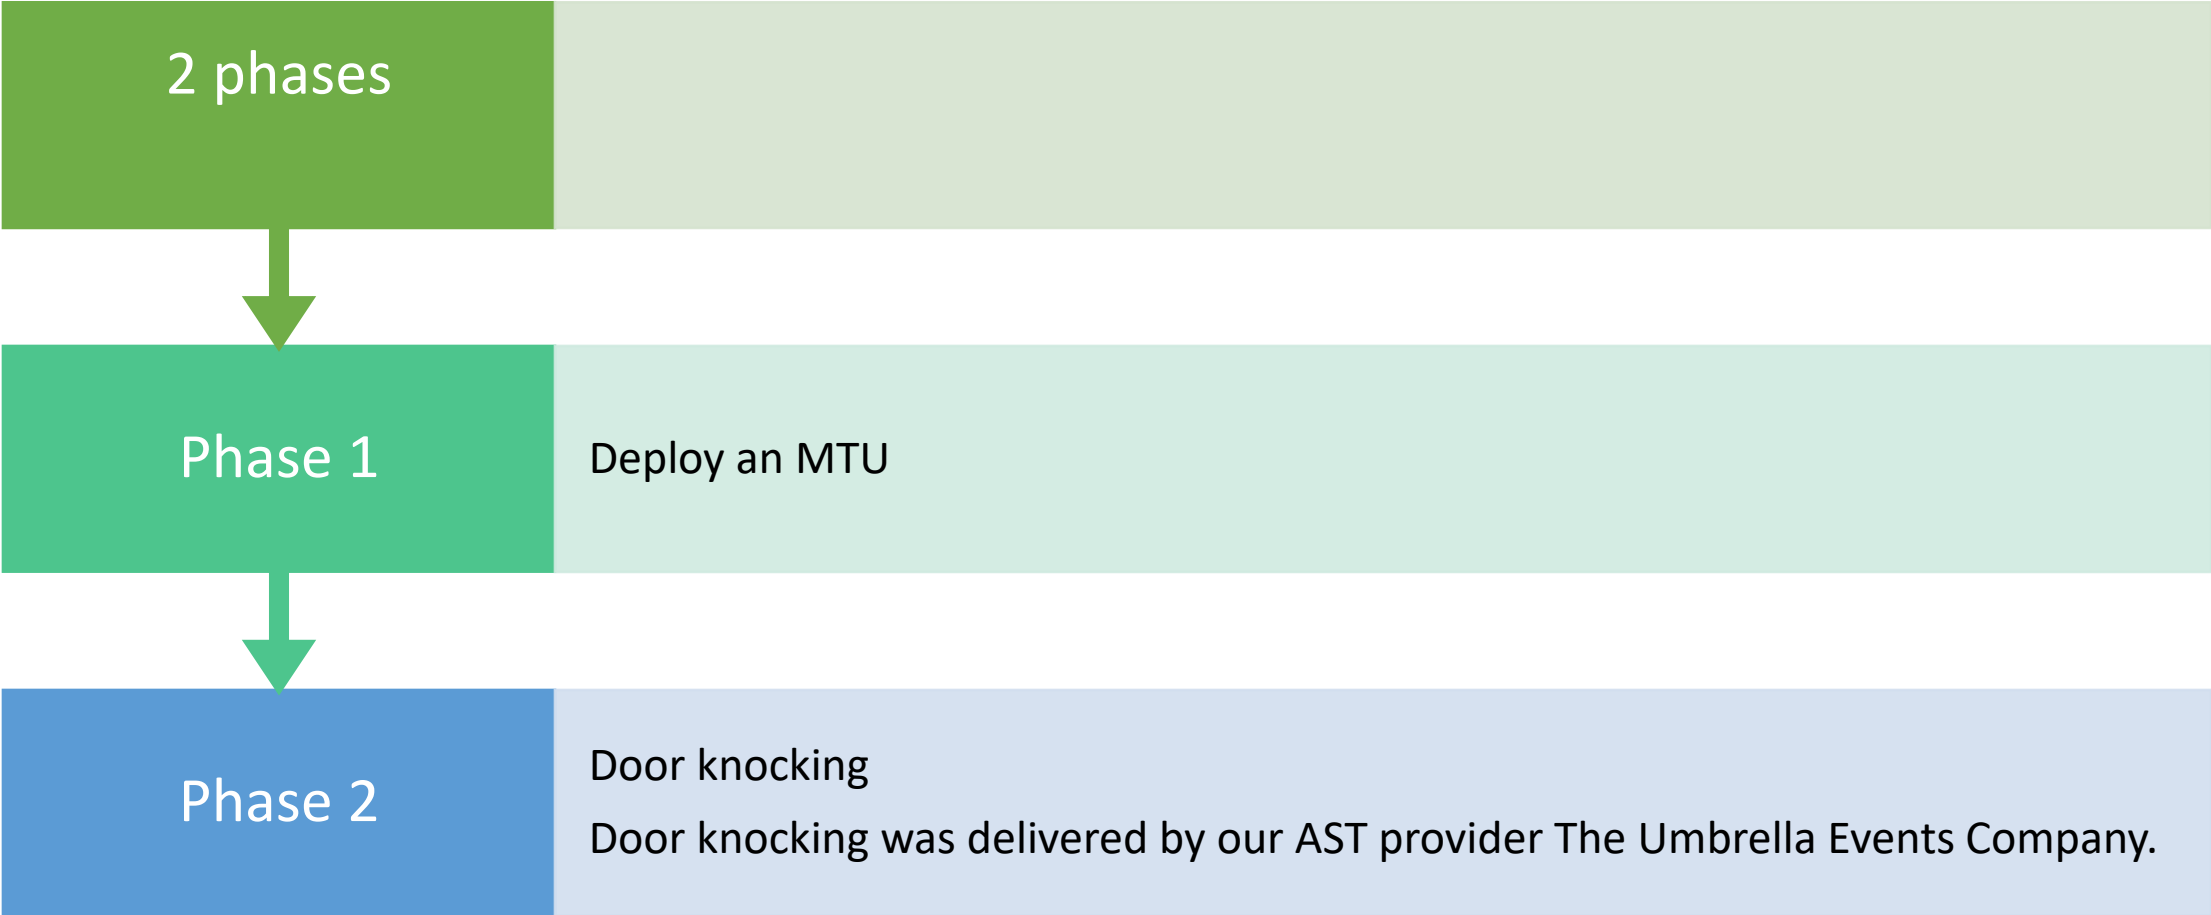 2 phases
Phase 1
Deploy an MTU
Phase 2
Door knocking
Door knocking was delivered by our AST provider The Umbrella Events Company.